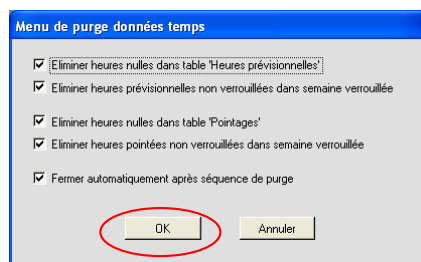 Menu de purge données temps
Eliminer heures nulles dans table 'Heures prévisionnelles'
Eliminer heures prévisionnelles non verrouillées dans semaine verrouillée
Eliminer heures nulles dans table 'Pointages'
Eliminer heures pointées non verrouillées dans semaine verrouillée
Fermer automatiquement après séquence de purge
OK Annuler